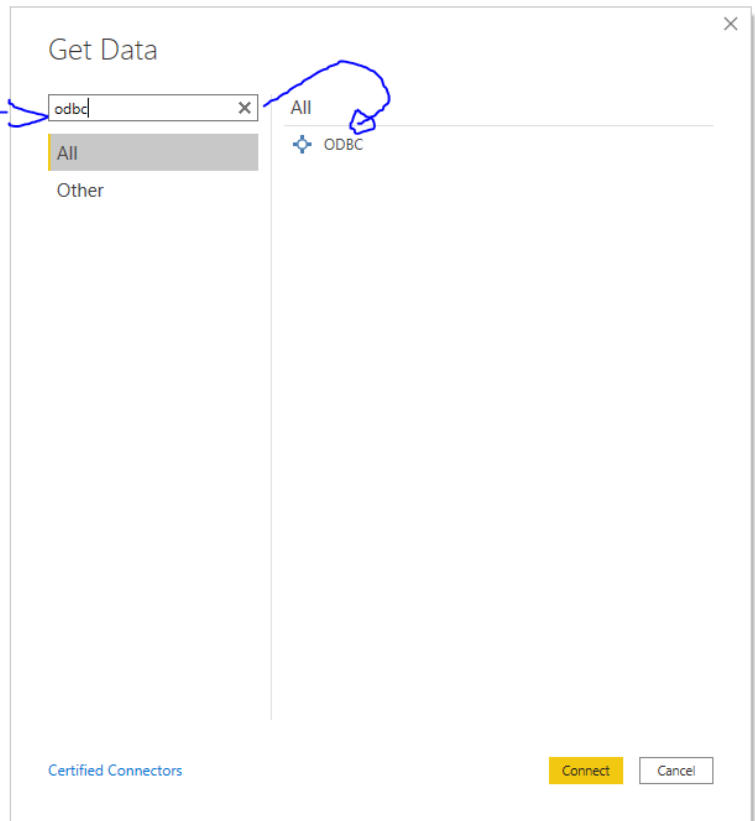 Get Data
odbc
All
Other
All
ODBC
Certified Connectors
Connect
Cancel